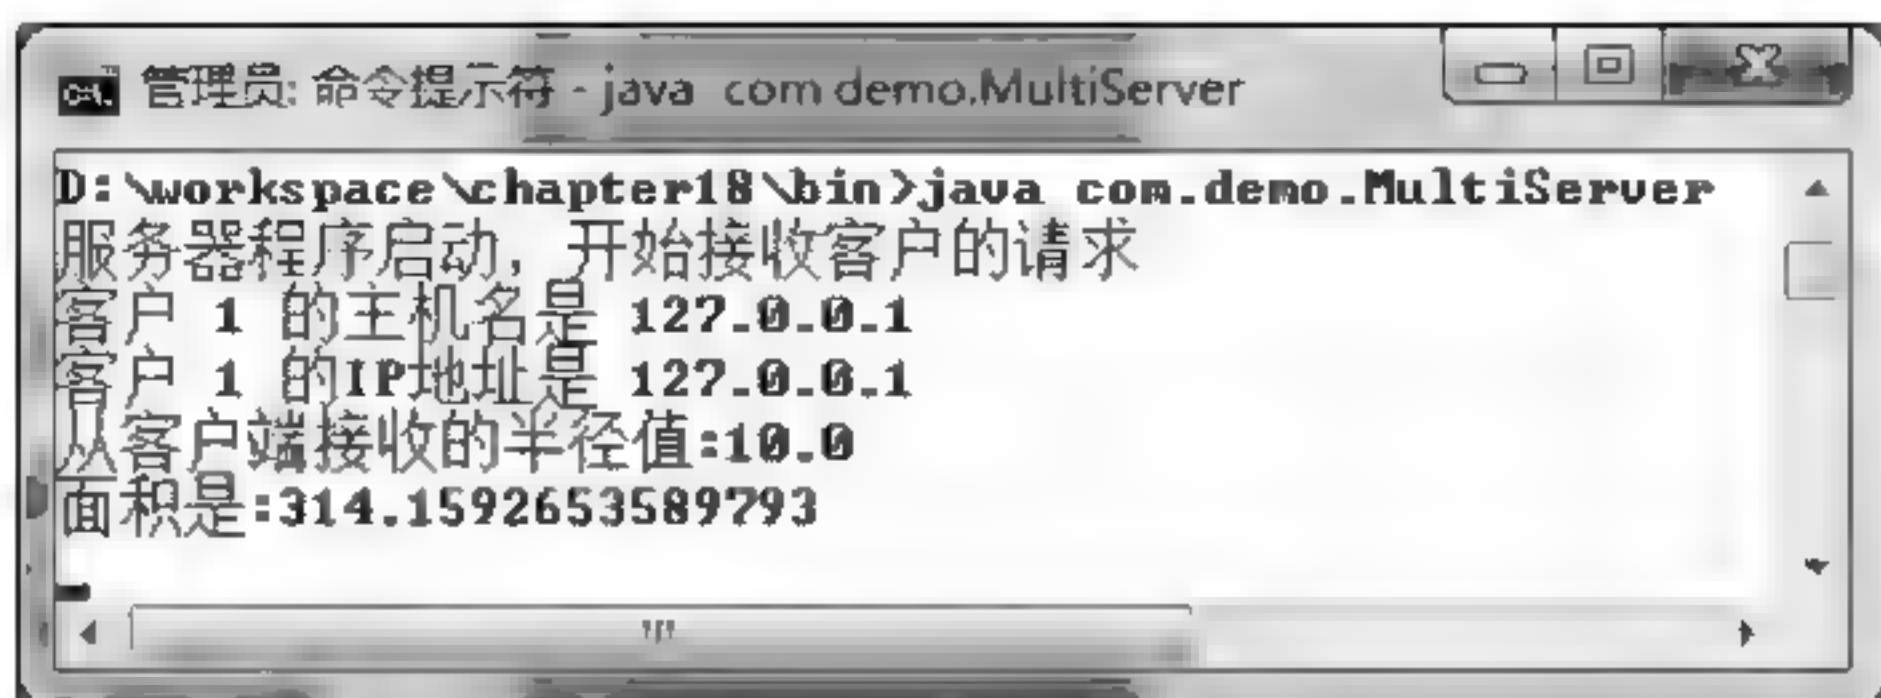 管理员: 命令提示符 - java com.demo.MultiServer
D:\workspace\chapter18\bin>java com.demo.MultiServer
服务器程序启动，开始接收客户的请求
客户 1 的主机名是 127.0.0.1
客户 1 的IP地址是 127.0.0.1
从客户端接收的半径值:10.0
面积是:314.1592653589793